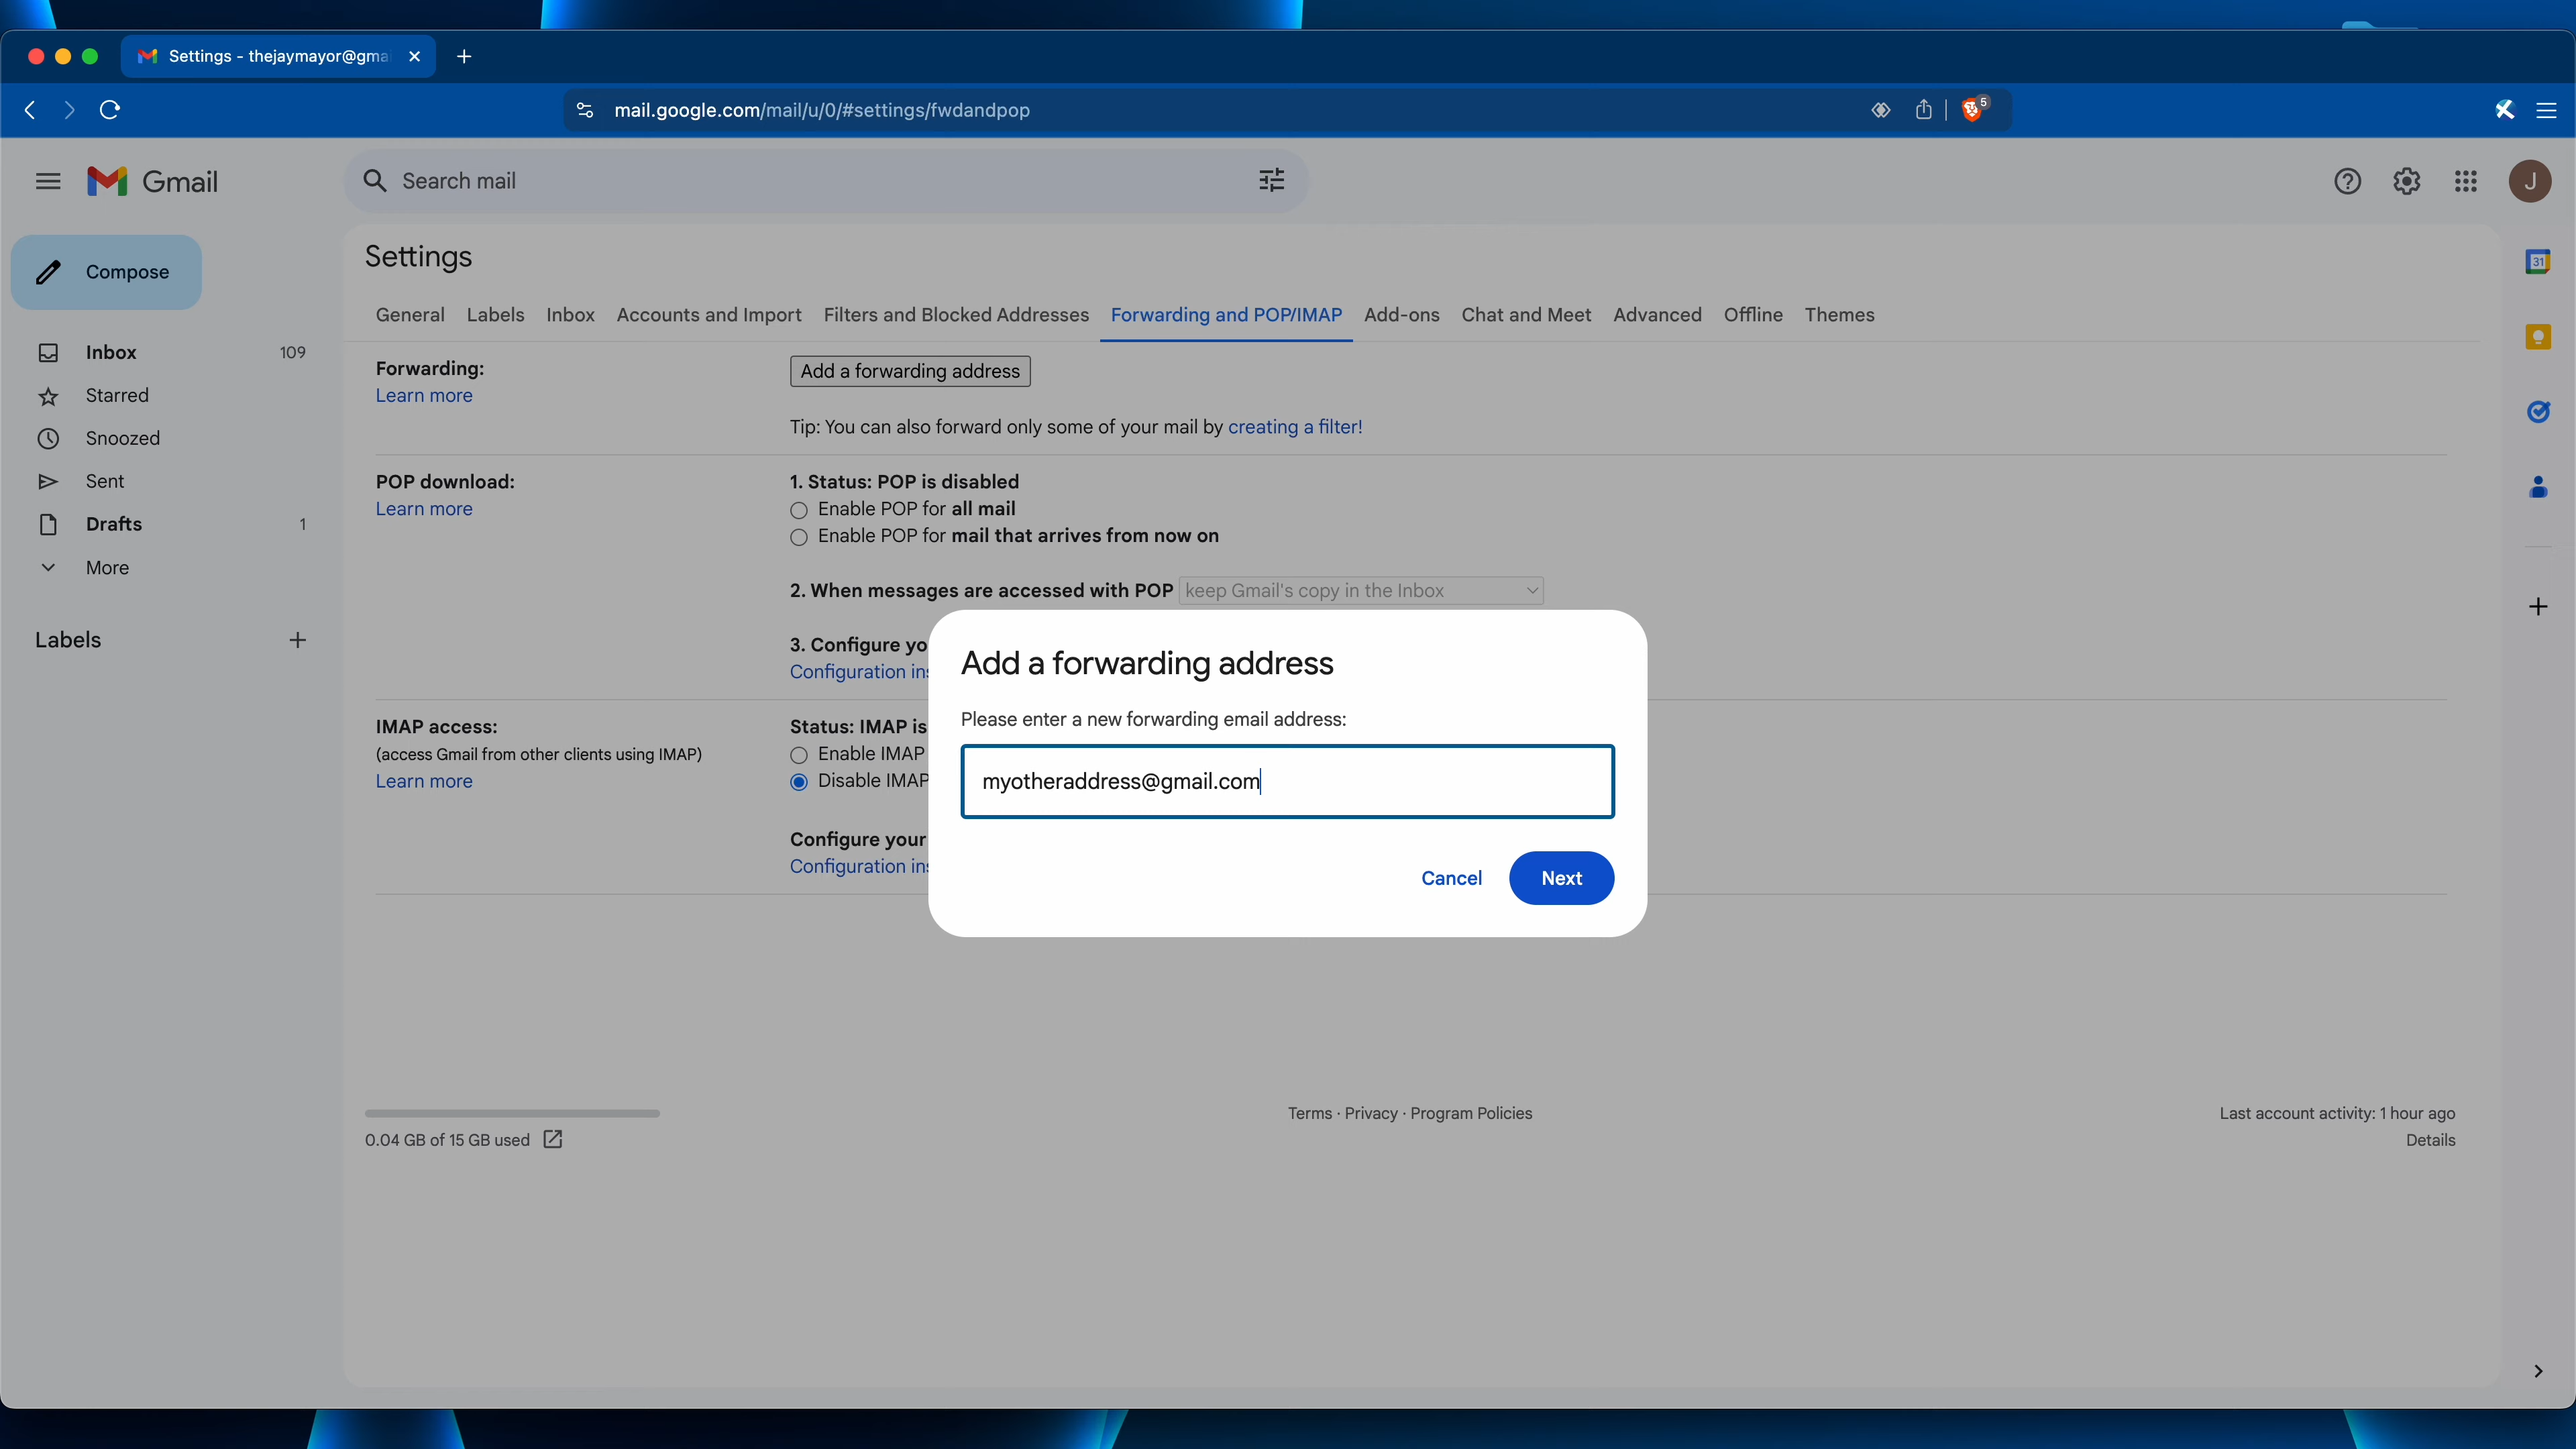 Settings - thejaymayor@gma
mail.google.com/mail/u/0/#settings/fwdandpop
5
Gmail
Search mail
J
Compose
Inbox 109
Starred
Snoozed
Sent
Drafts 1
More
Labels
Settings
General Labels Inbox Accounts and Import Filters and Blocked Addresses Forwarding and POP/IMAP Add-ons Chat and Meet Advanced Offline Themes
Forwarding:
Learn more
Add a forwarding address
Tip: You can also forward only some of your mail by creating a filter!
POP download:
Learn more
1. Status: POP is disabled
Enable POP for all mail
Enable POP for mail that arrives from now on
2. When messages are accessed with POP keep Gmail's copy in the Inbox
3. Configure yo
Configuration ins
IMAP access:
(access Gmail from other clients using IMAP)
Learn more
Status: IMAP is
Enable IMAP
Disable IMAP
Configure your
Configuration ins
Add a forwarding address
Please enter a new forwarding email address:
myotheraddress@gmail.com
Cancel Next
31
0.04 GB of 15 GB used
Terms · Privacy · Program Policies
Last account activity: 1 hour ago
Details